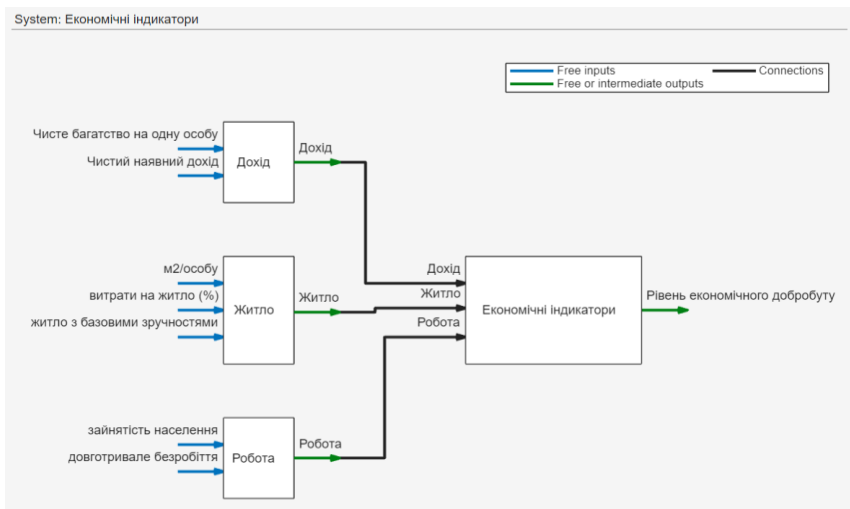 System: Економічні індикатори
Free inputs
Connections
Free or intermediate outputs
Чисте багатство на одну особу
Чистий наявний дохід
Дохід
Дохід
м2/особу
витрати на житло (%)
житло з базовими зручностями
Житло
Житло
зайнятість населення
довготривале безробіття
Робота
Робота
Дохід
Житло
Робота
Економічні індикатори
Рівень економічного добробуту